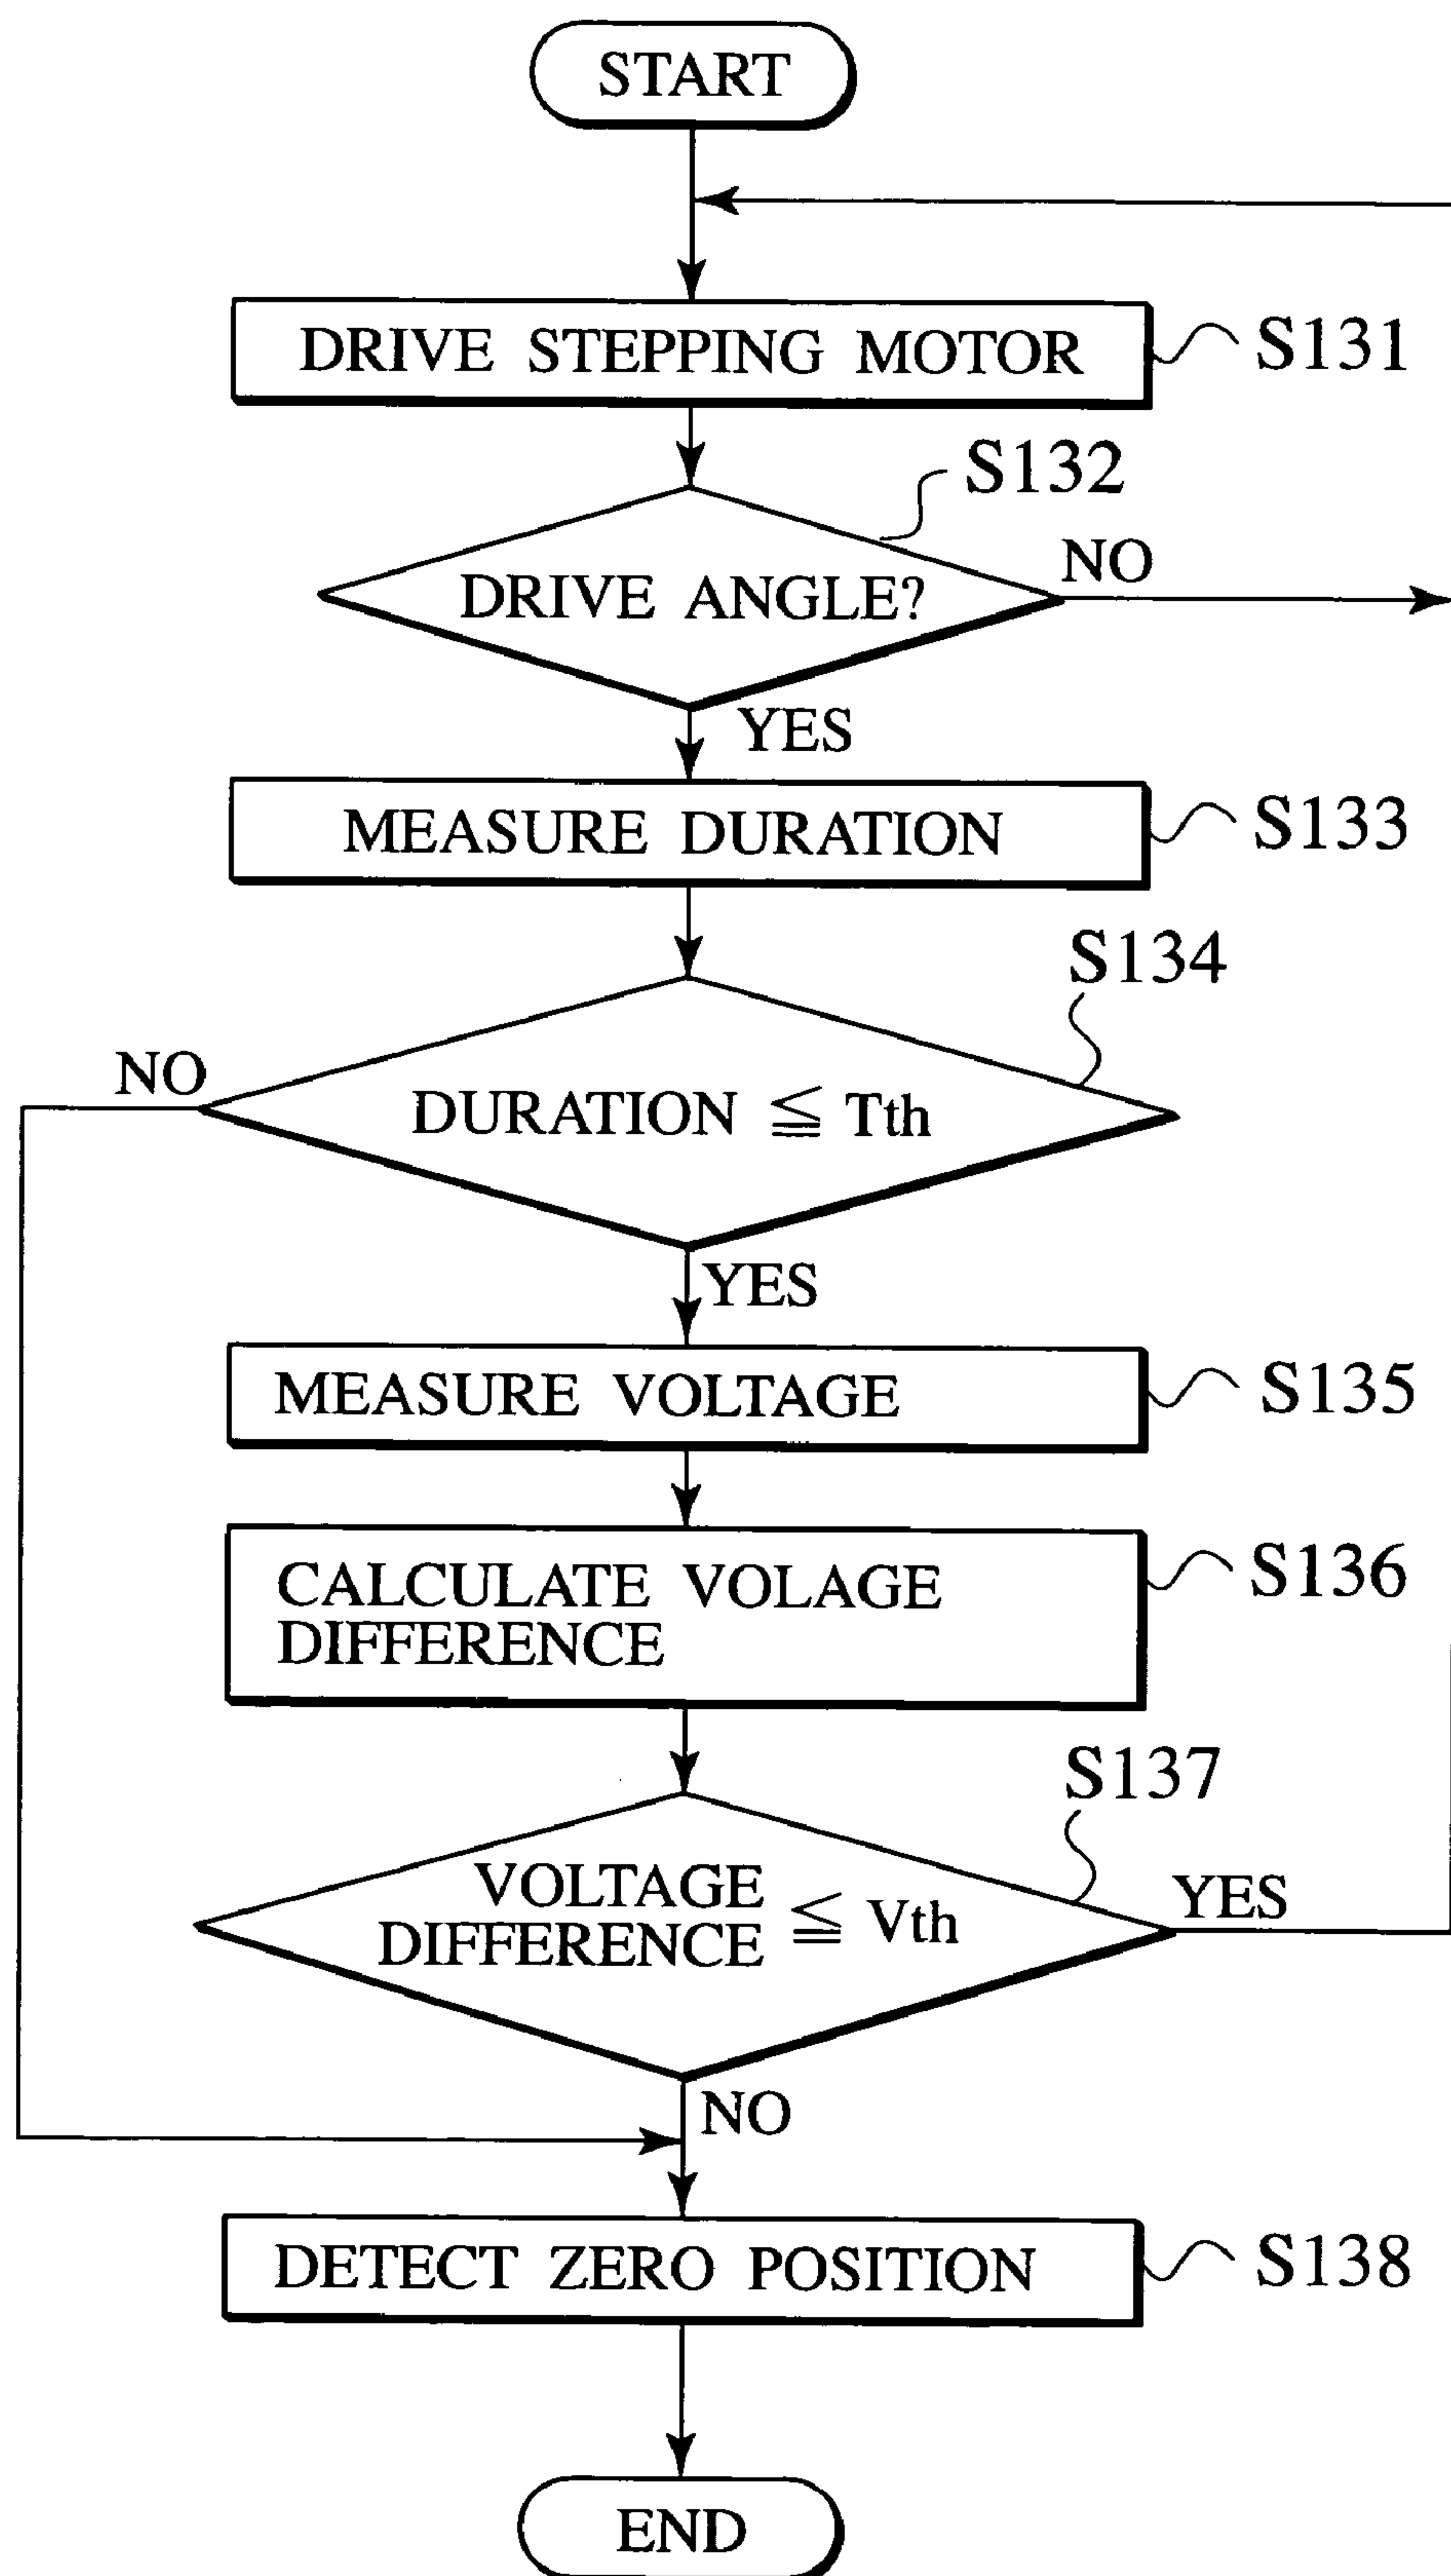 START
DRIVE STEPPING MOTOR
S131
S132
DRIVE ANGLE?
NO
YES
MEASURE DURATION
S133
S134
NO
DURATION ≦ Tth
YES
MEASURE VOLTAGE
S135
CALCULATE VOLAGE
DIFFERENCE
S136
S137
VOLTAGE
DIFFERENCE ≦ Vth
YES
NO
DETECT ZERO POSITION
S138
END